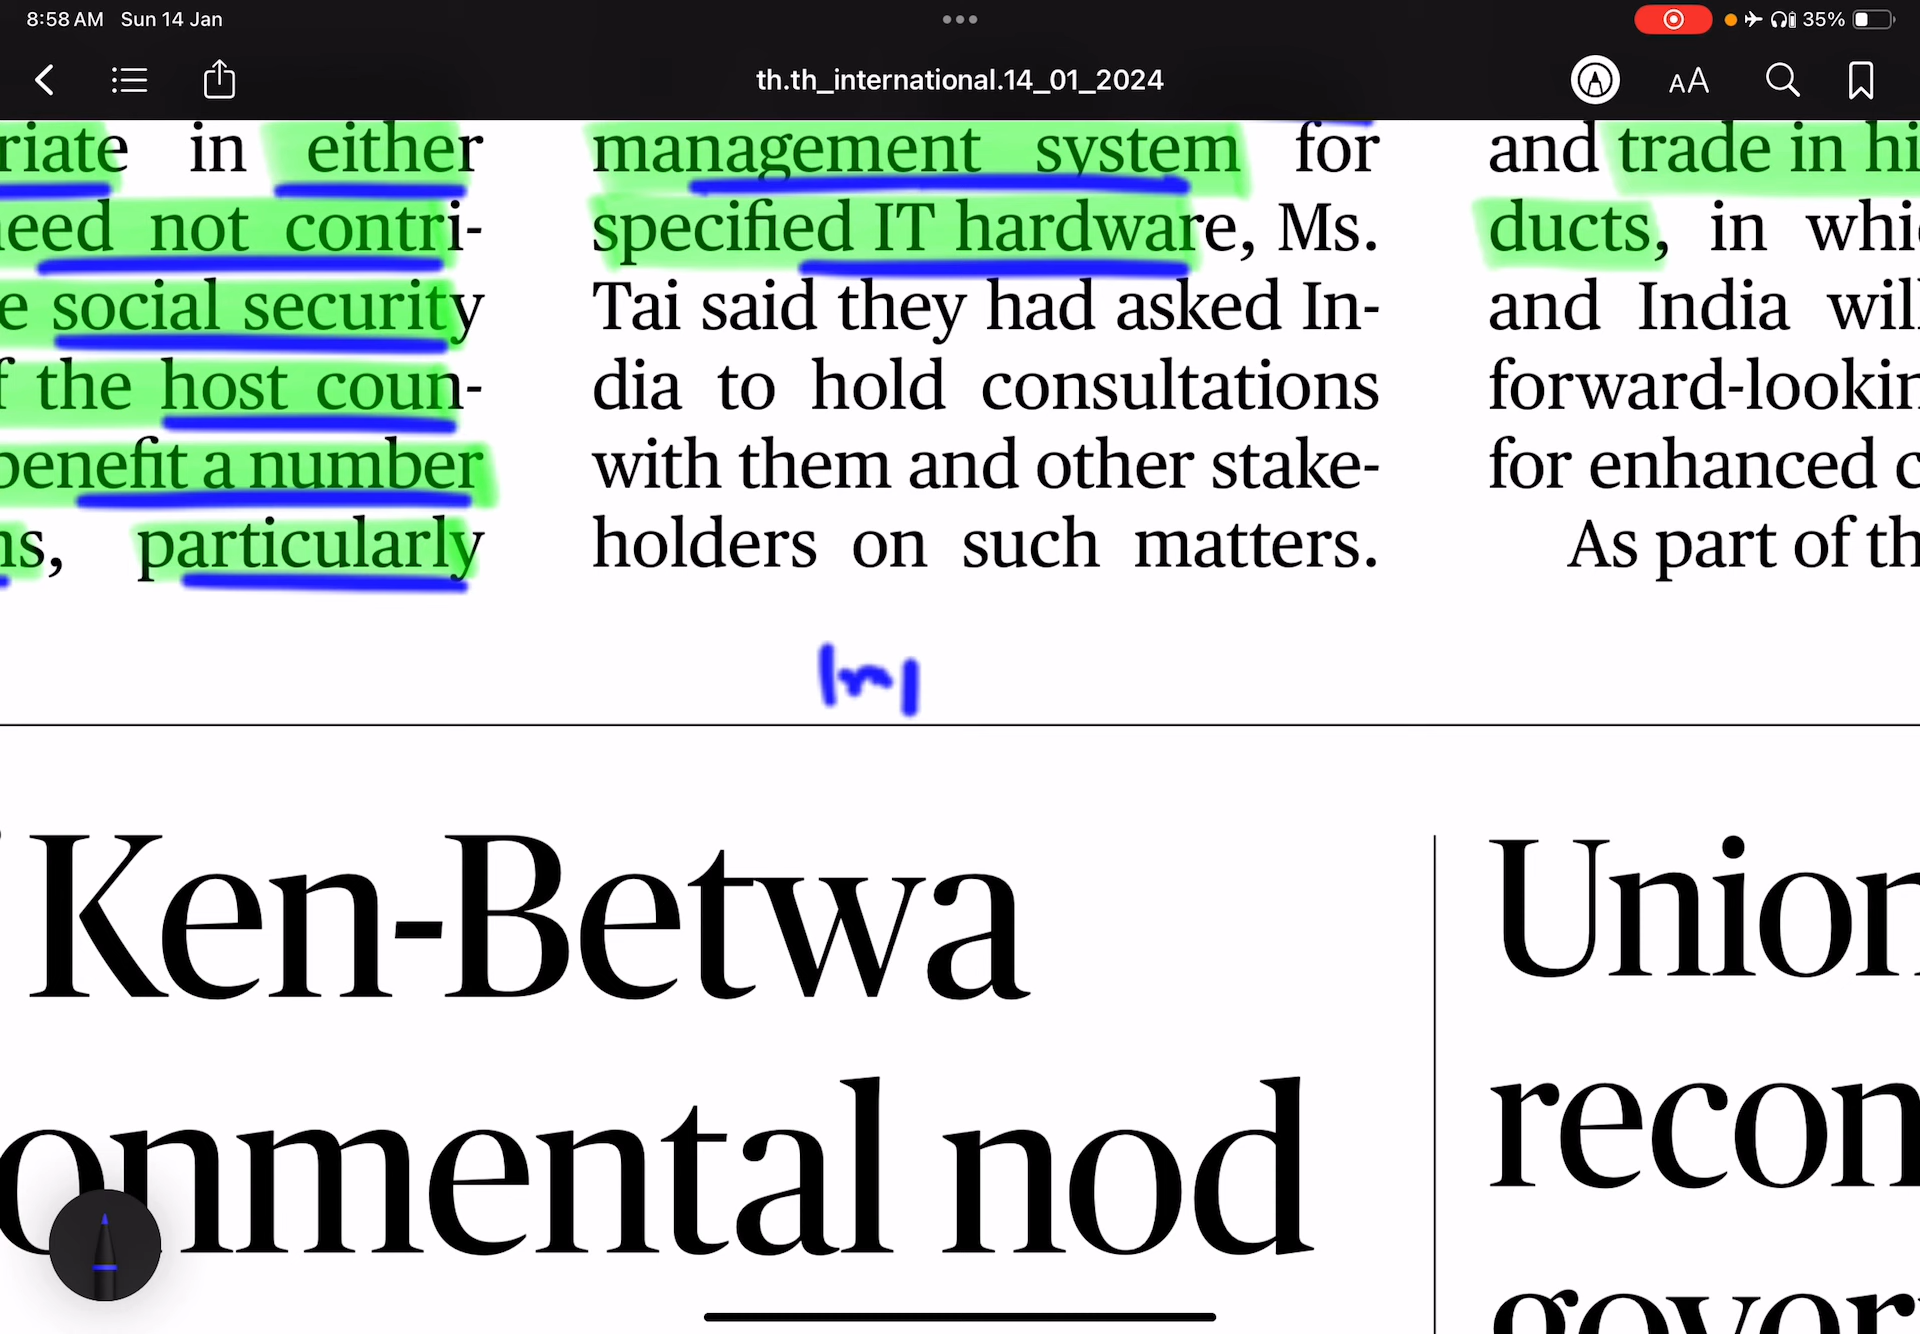 8:58 AM Sun 14 Jan
35%
th.th_international.14_01_2024
AA
riate in either
need not contri-
e social security
f the host coun-
benefit a number
ns, particularly
management system for
specified IT hardware, Ms.
Tai said they had asked In-
dia to hold consultations
with them and other stake-
holders on such matters.
and trade in hi
ducts, in whi
and India will
forward-lookin
for enhanced c
As part of th
Ken-Betwa
onmental nod
Union
recon
gover